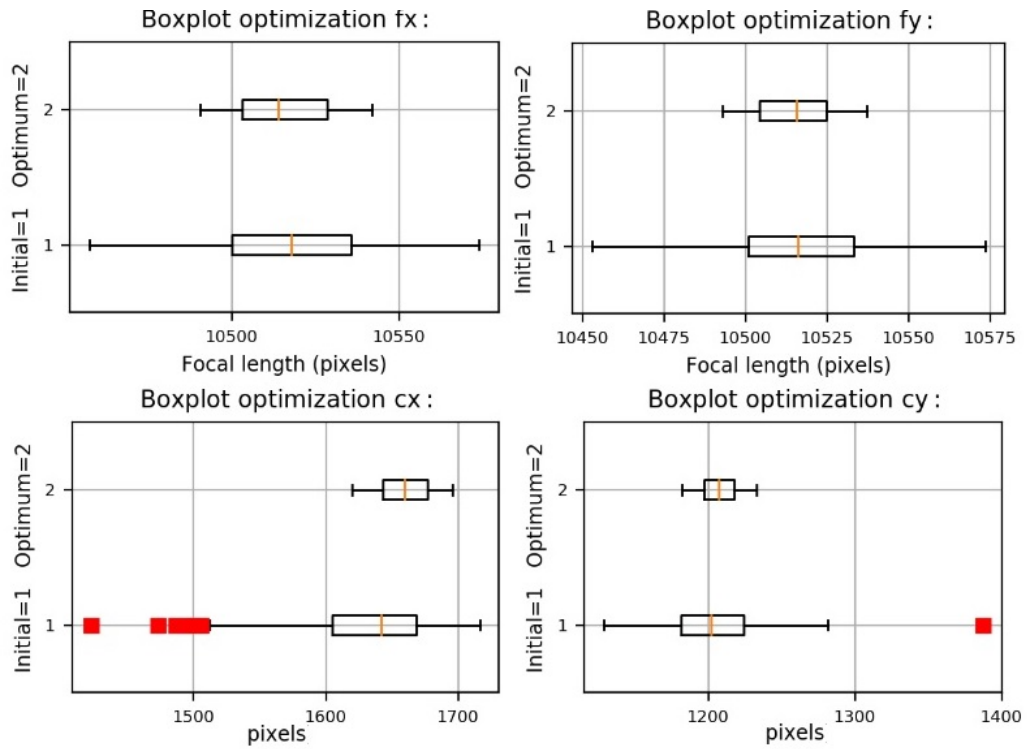 Boxplot optimization fx:
Initial=1 Optimum=2
2
1
10500 10550
Focal length (pixels)
Boxplot optimization fy:
Initial=1 Optimum=2
2
1
10450 10475 10500 10525 10550 10575
Focal length (pixels)
Boxplot optimization cx:
Initial=1 Optimum=2
2
1
1500 1600 1700
pixels
Boxplot optimization cy:
Initial=1 Optimum=2
2
1
1200 1300 1400
pixels